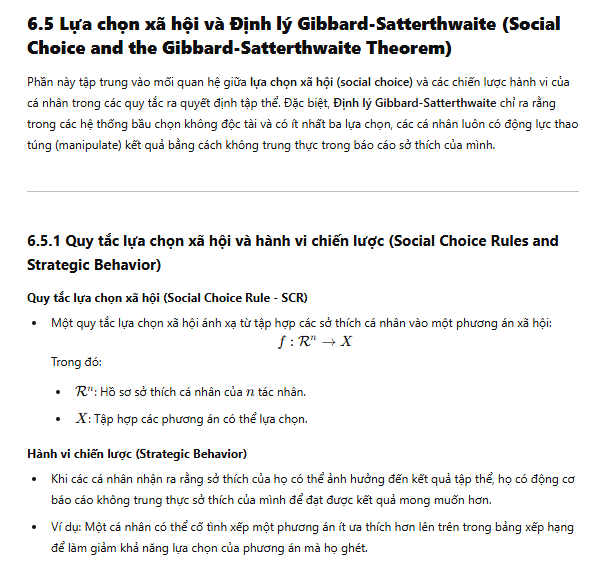 6.5 Lựa chọn xã hội và Định lý Gibbard-Satterthwaite (Social
Choice and the Gibbard-Satterthwaite Theorem)
Phần này tập trung vào mối quan hệ giữa lựa chọn xã hội (social choice) và các chiến lược hành vi của
cá nhân trong các quy tắc ra quyết định tập thể. Đặc biệt, Định lý Gibbard-Satterthwaite chỉ ra rằng
trong các hệ thống bầu chọn không độc tài và có ít nhất ba lựa chọn, các cá nhân luôn có động lực thao
túng (manipulate) kết quả bằng cách không trung thực trong báo cáo sở thích của mình.
6.5.1 Quy tắc lựa chọn xã hội và hành vi chiến lược (Social Choice Rules and
Strategic Behavior)
Quy tắc lựa chọn xã hội (Social Choice Rule - SCR)
• Một quy tắc lựa chọn xã hội ánh xạ từ tập hợp các sở thích cá nhân vào một phương án xã hội:
f : ℛⁿ → X
Trong đó:
• ℛⁿ: Hồ sơ sở thích cá nhân của n tác nhân.
• X: Tập hợp các phương án có thể lựa chọn.
Hành vi chiến lược (Strategic Behavior)
• Khi các cá nhân nhận ra rằng sở thích của họ có thể ảnh hưởng đến kết quả tập thể, họ có động cơ
báo cáo không trung thực sở thích của mình để đạt được kết quả mong muốn hơn.
• Ví dụ: Một cá nhân có thể cố tình xếp một phương án ít ưa thích hơn lên trên trong bảng xếp hạng
để làm giảm khả năng lựa chọn của phương án mà họ ghét.